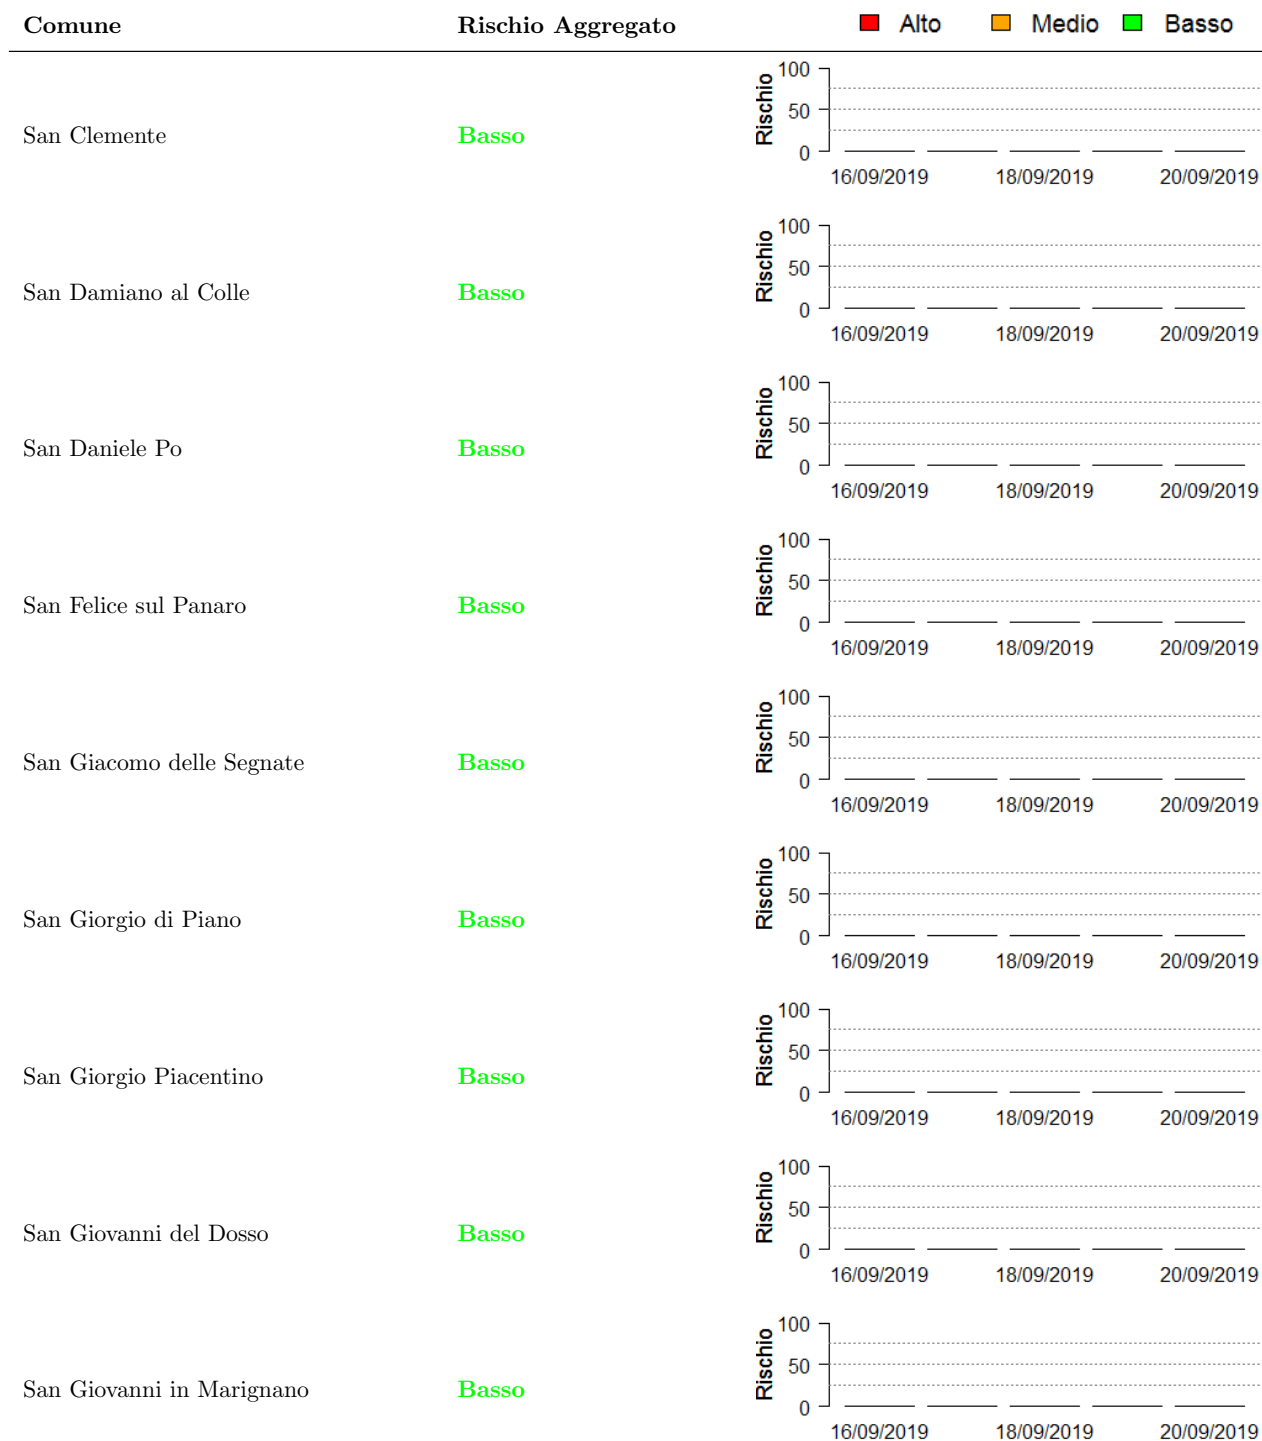 Comune Rischio Aggregato Alto Medio Basso
100
Rischio
50
San Clemente Basso
0
16/09/2019 18/09/2019 20/09/2019
100
Rischio
50
San Damiano al Colle Basso
0
16/09/2019 18/09/2019 20/09/2019
100
Rischio
50
San Daniele Po Basso
0
16/09/2019 18/09/2019 20/09/2019
100
Rischio
50
San Felice sul Panaro Basso
0
16/09/2019 18/09/2019 20/09/2019
100
Rischio
50
San Giacomo delle Segnate Basso
0
16/09/2019 18/09/2019 20/09/2019
100
Rischio
50
San Giorgio di Piano Basso
0
16/09/2019 18/09/2019 20/09/2019
100
Rischio
50
San Giorgio Piacentino Basso
0
16/09/2019 18/09/2019 20/09/2019
100
Rischio
50
San Giovanni del Dosso Basso
0
16/09/2019 18/09/2019 20/09/2019
100
Rischio
50
San Giovanni in Marignano Basso
0
16/09/2019 18/09/2019 20/09/2019